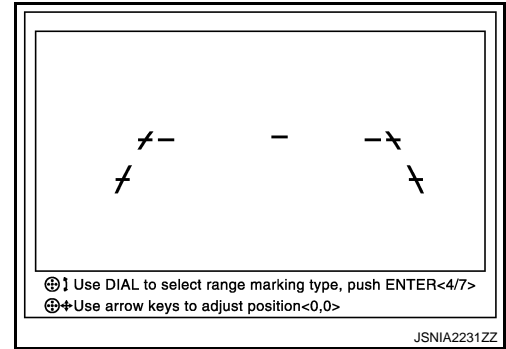 Use DIAL to select range marking type, push ENTER<4/7>
Use arrow keys to adjust position<0,0>
JSNIA2231ZZ